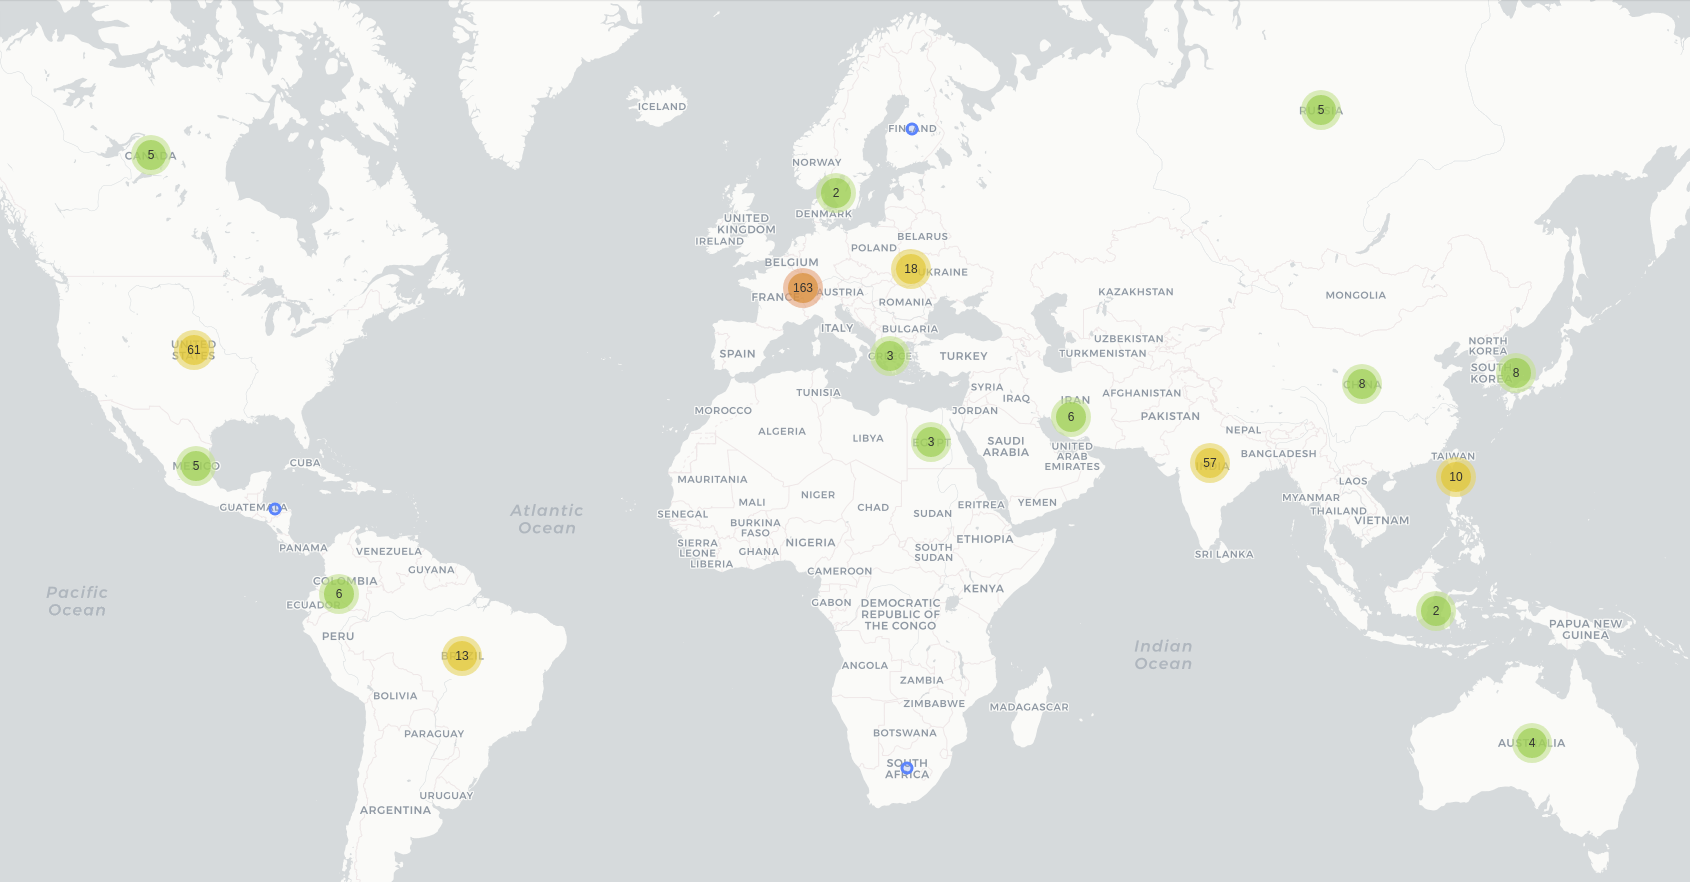 ICELAND
5
RUSSIA
FINLAND
CANADA
5
NORWAY
2
DENMARK
UNITED
KINGDOM
IRELAND
BELARUS
POLAND
BELGIUM
18
UKRAINE
163
FRANCE
AUSTRIA
ROMANIA
KAZAKHSTAN
MONGOLIA
ITALY
BULGARIA
UZBEKISTAN
NORTH
KOREA
UNITED
STATES
61
SPAIN
GREECE
3
TURKEY
TURKMENISTAN
SOUTH
KOREA
8
CHINA
8
TUNISIA
SYRIA
IRAQ
AFGHANISTAN
IRAN
6
MOROCCO
JORDAN
PAKISTAN
ALGERIA
LIBYA
EGYPT
3
SAUDI
ARABIA
NEPAL
UNITED
ARAB
EMIRATES
BANGLADESH
TAIWAN
MEXICO
5
CUBA
INDIA
57
10
MAURITANIA
LAOS
NIGER
MYANMAR
GUATEMALA
MALI
CHAD
SENEGAL
SUDAN
ERITREA
YEMEN
THAILAND
VIETNAM
Atlantic
Ocean
BURKINA
FASO
SIERRA
LEONE
LIBERIA
GHANA
NIGERIA
SOUTH
SUDAN
ETHIOPIA
SRI LANKA
PANAMA
VENEZUELA
GUYANA
CAMEROON
COLOMBIA
6
ECUADOR
KENYA
Pacific
Ocean
GABON
DEMOCRATIC
REPUBLIC OF
THE CONGO
2
PAPUA NEW
GUINEA
PERU
BRAZIL
13
Indian
Ocean
ANGOLA
ZAMBIA
BOLIVIA
ZIMBABWE
MADAGASCAR
PARAGUAY
BOTSWANA
AUSTRALIA
4
SOUTH
AFRICA
URUGUAY
ARGENTINA